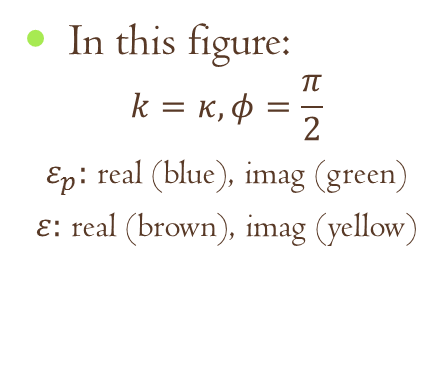 • In this figure:
k = κ, ϕ = π/2
εₚ: real (blue), imag (green)
ε: real (brown), imag (yellow)